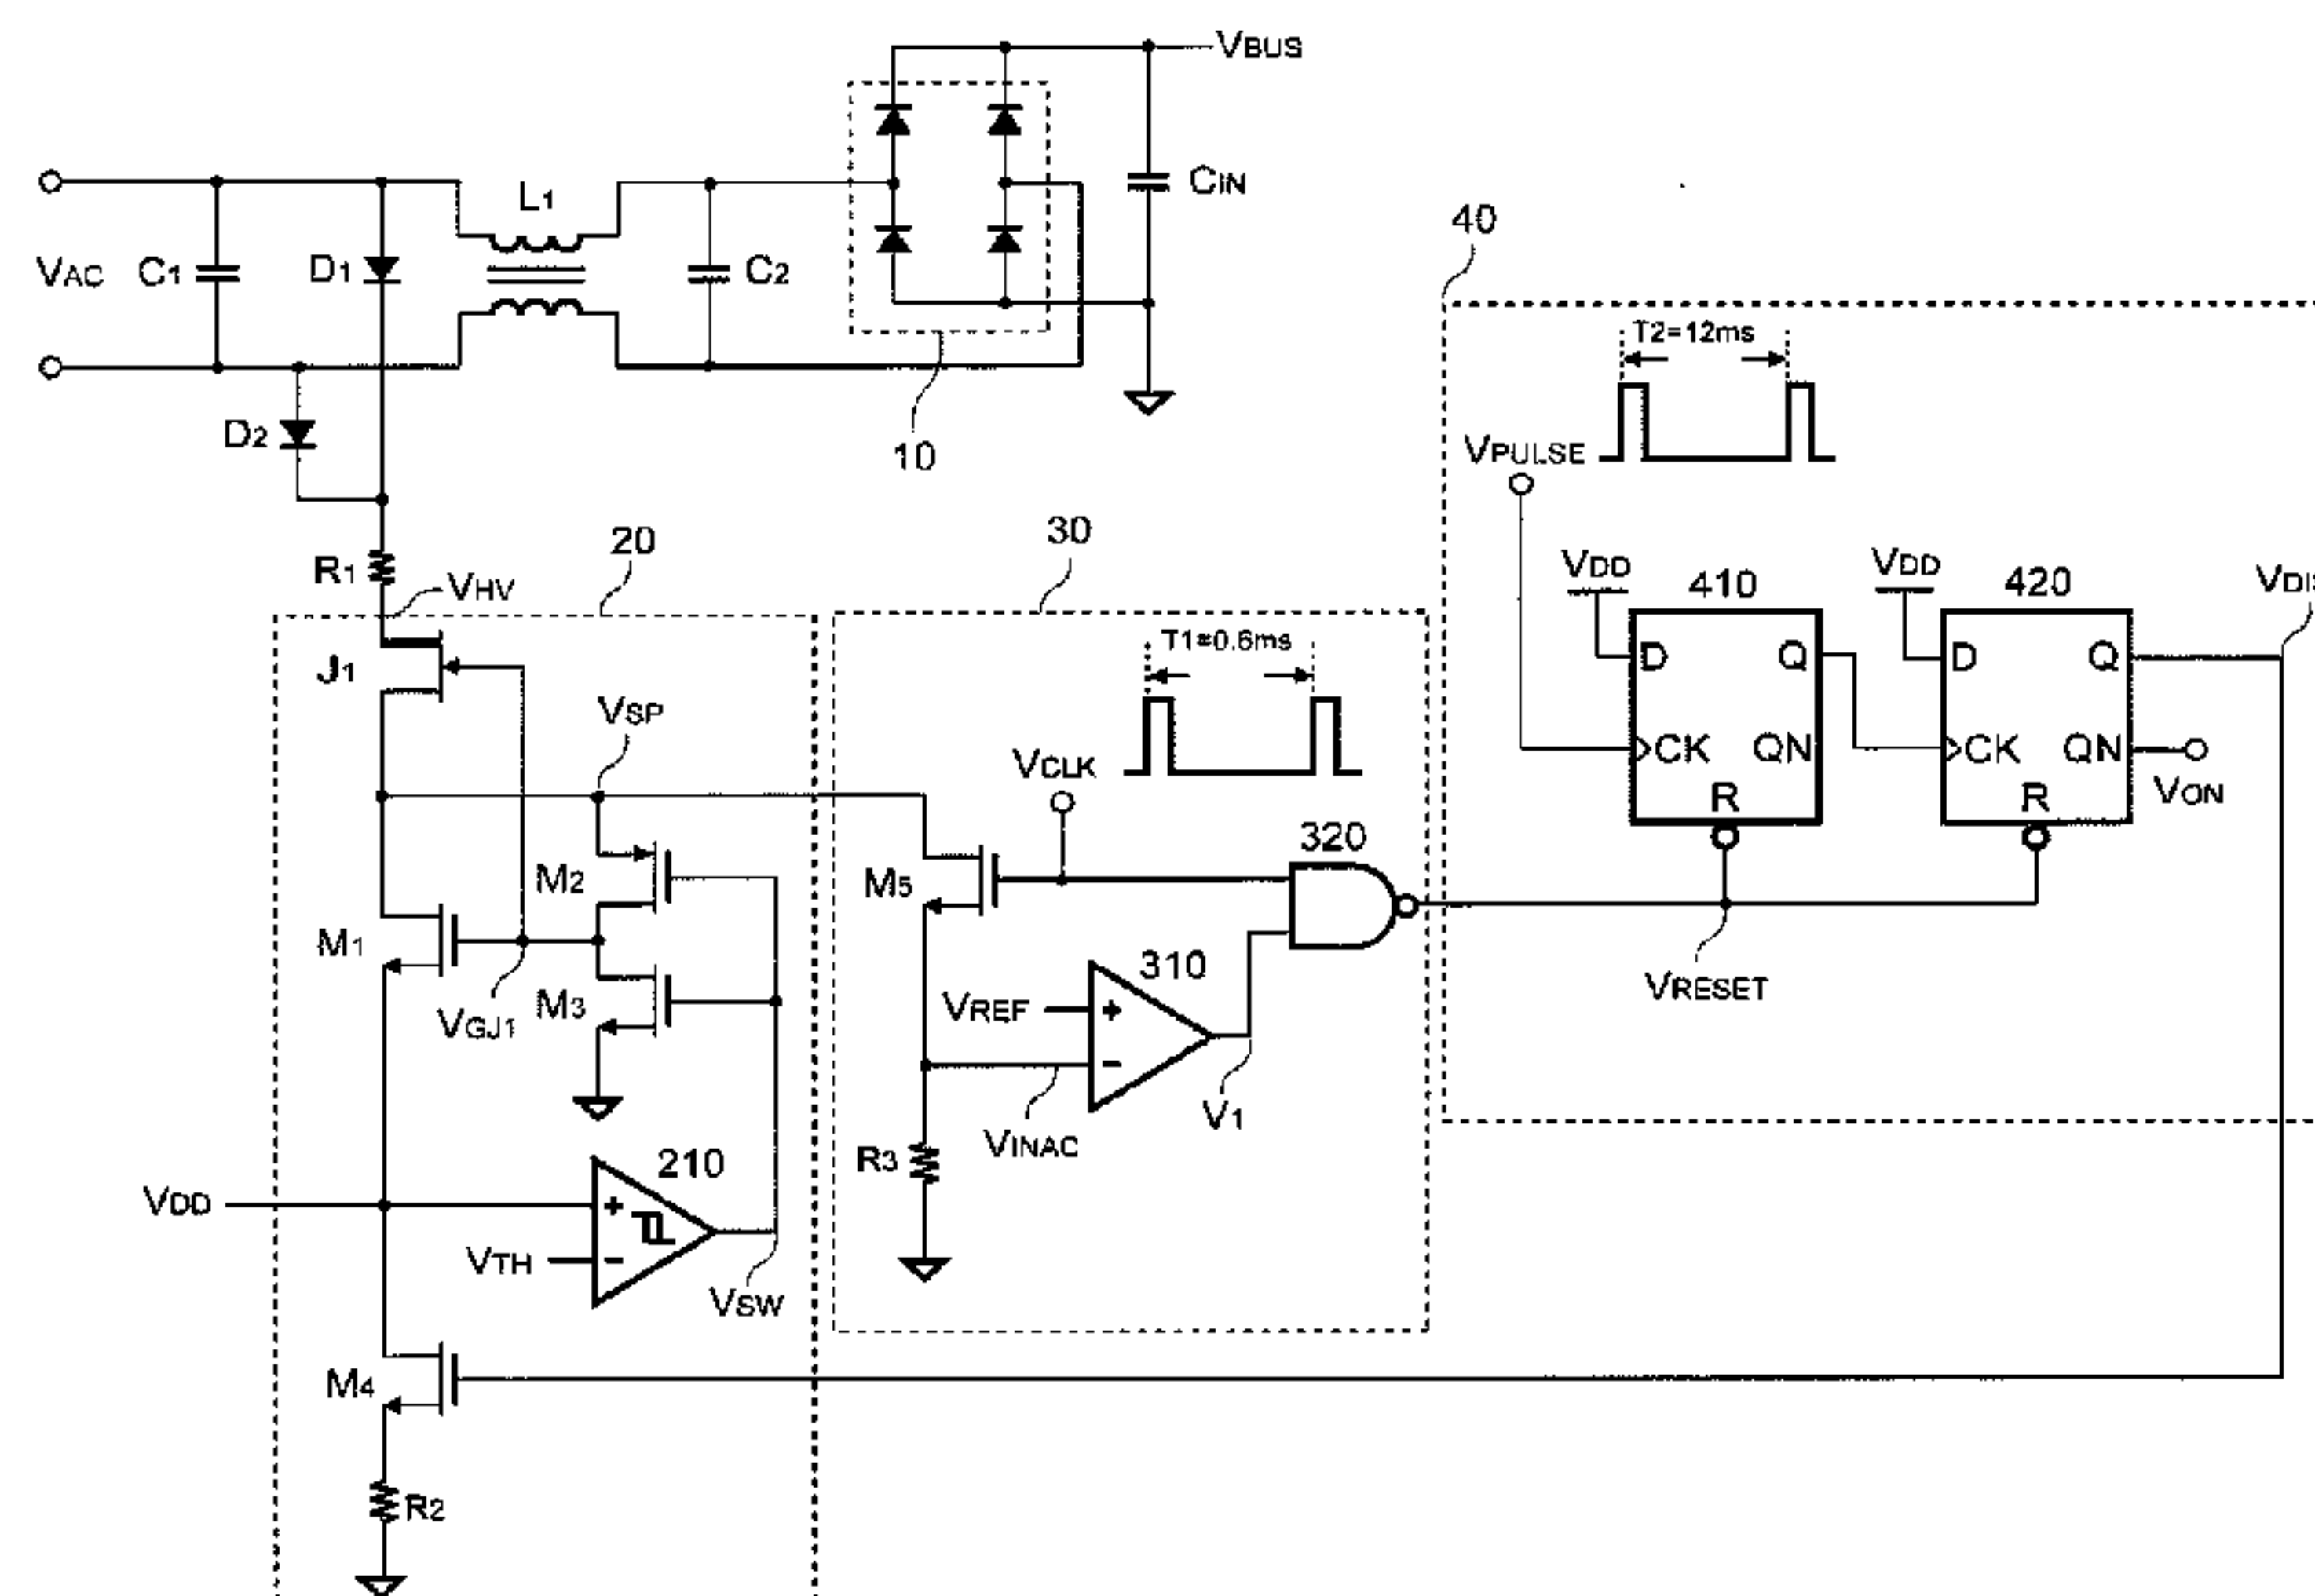 VBUS
CIN
L1
VAC
C1
D1
C2
D2
10
40
T2=12ms
VPULSE
R1
VHV
20
30
VDD
410
VDD
420
J1
T1=0.6ms
D
Q
D
Q
VSP
VCLK
CK
QN
CK
QN
R
R
VON
320
M2
M5
M1
310
VREF
+
VRESET
VGJ1
M3
-
V1
VINAC
R3
210
VDD
+
VTH
-
VSW
M4
R2